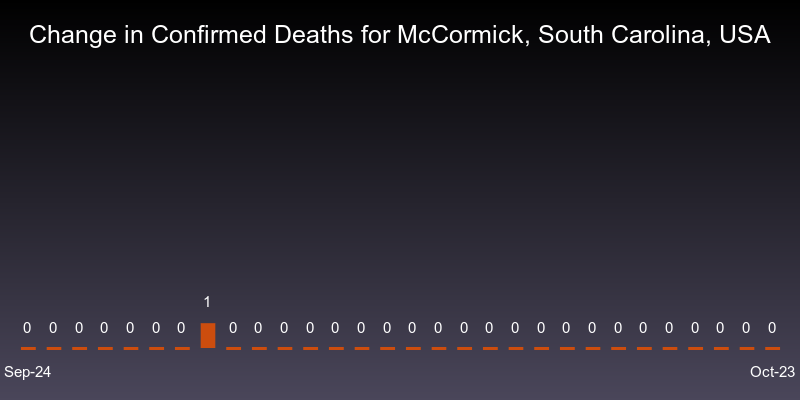 Change in Confirmed Deaths for McCormick, South Carolina, USA
1
0 0 0 0 0 0 0 0 0 0 0 0 0 0 0 0 0 0 0 0 0 0 0 0 0 0 0 0 0
Sep-24 Oct-23